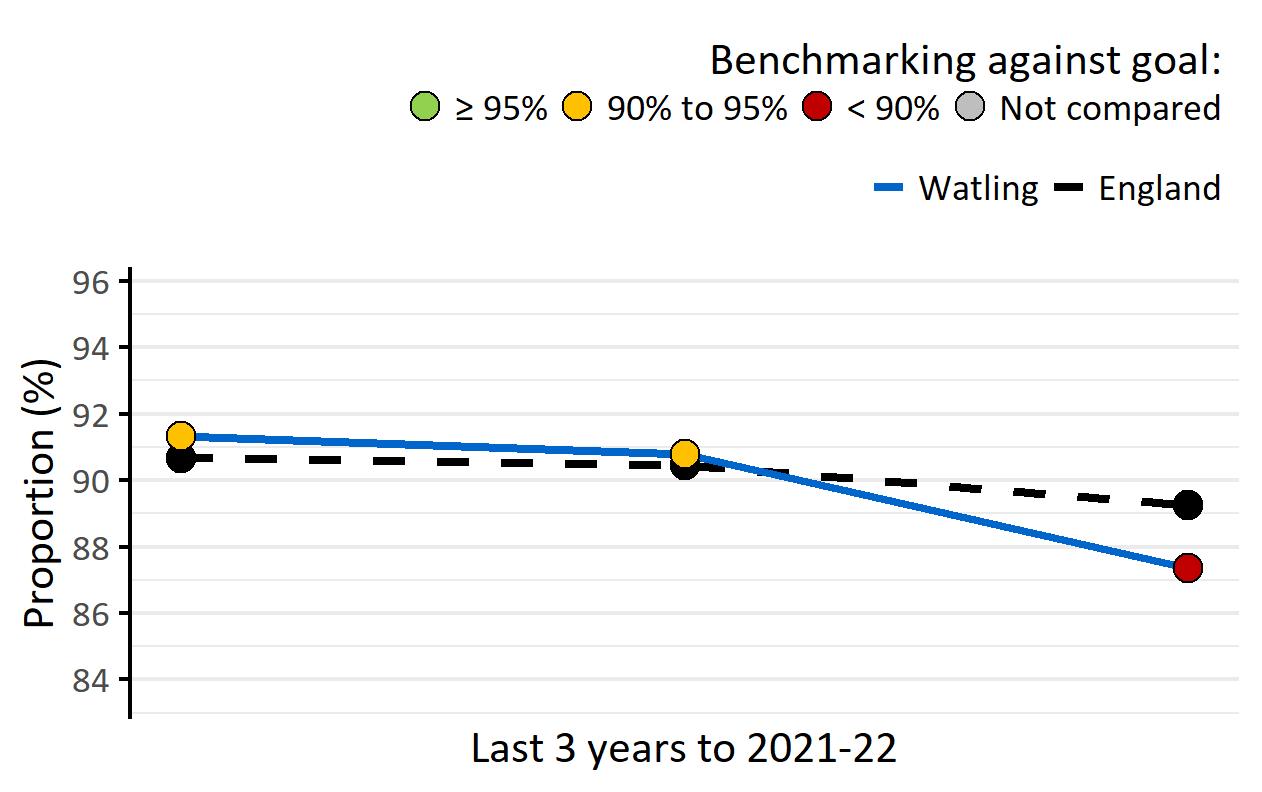 Benchmarking against goal:
≥ 95% 90% to 95% < 90% Not compared
Watling England
96
94
92
90
88
86
84
Proportion (%)
Last 3 years to 2021-22